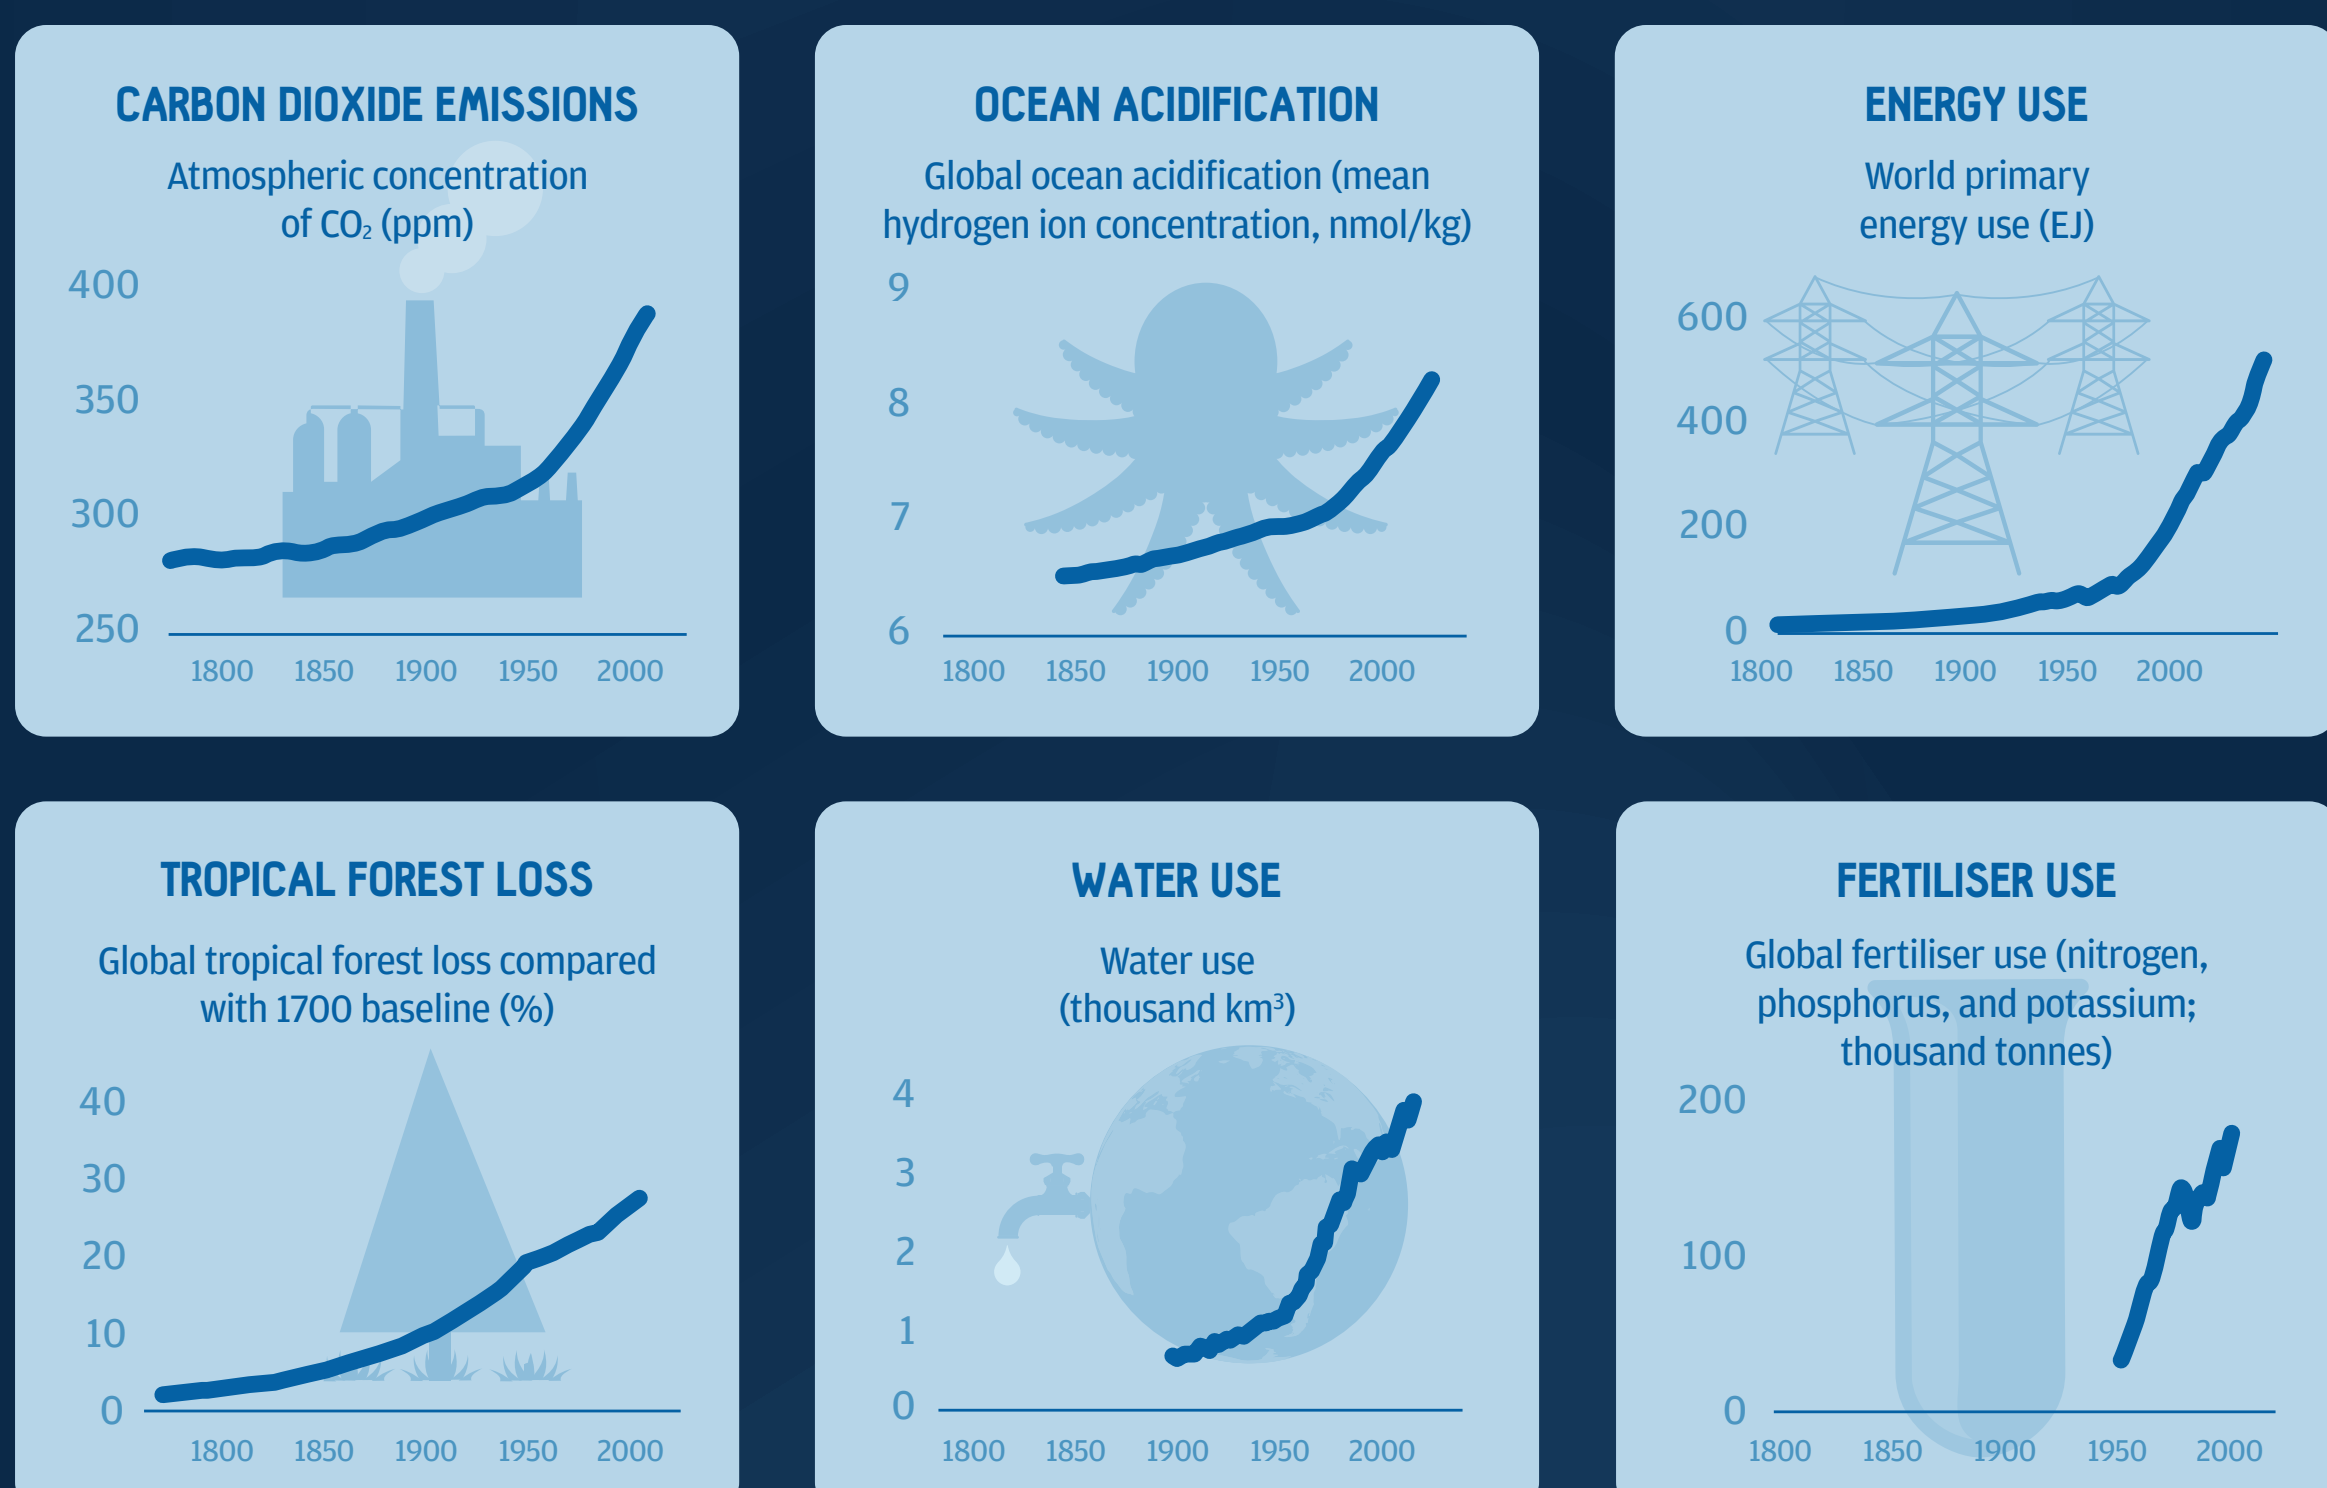 CARBON DIOXIDE EMISSIONS
Atmospheric concentration
of CO₂ (ppm)
400
350
300
250
1800 1850 1900 1950 2000
OCEAN ACIDIFICATION
Global ocean acidification (mean
hydrogen ion concentration, nmol/kg)
9
8
7
6
1800 1850 1900 1950 2000
ENERGY USE
World primary
energy use (EJ)
600
400
200
0
1800 1850 1900 1950 2000
TROPICAL FOREST LOSS
Global tropical forest loss compared
with 1700 baseline (%)
40
30
20
10
0
1800 1850 1900 1950 2000
WATER USE
Water use
(thousand km³)
4
3
2
1
0
1800 1850 1900 1950 2000
FERTILISER USE
Global fertiliser use (nitrogen,
phosphorus, and potassium;
thousand tonnes)
200
100
0
1800 1850 1900 1950 2000